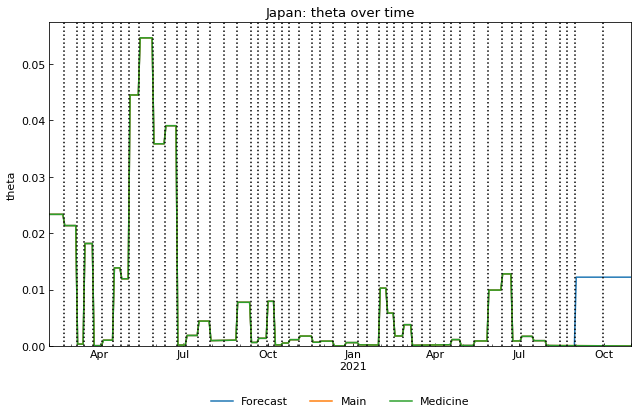 Japan: theta over time
theta
0.05
0.04
0.03
0.02
0.01
0.00
Apr Jul Oct Jan Apr Jul Oct
2021
Forecast Main Medicine